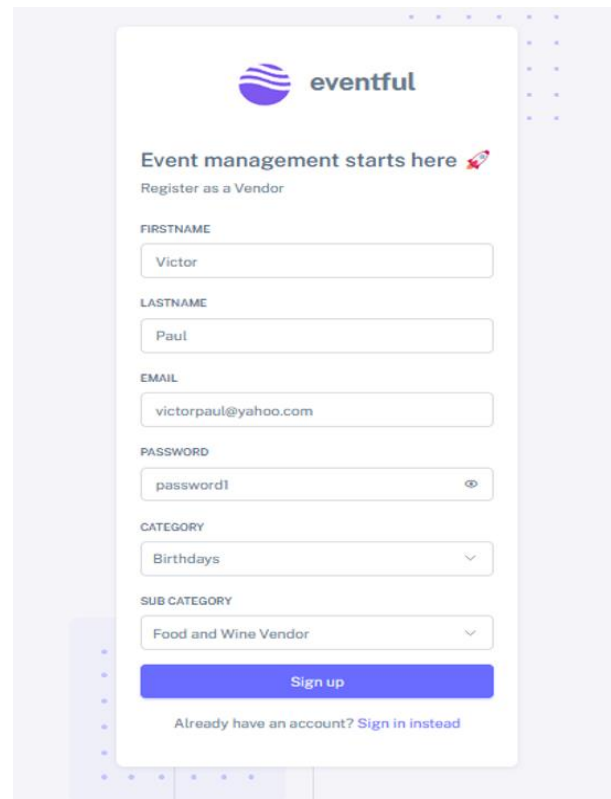 eventful
Event management starts here 🚀
Register as a Vendor
FIRSTNAME
Victor
LASTNAME
Paul
EMAIL
victorpaul@yahoo.com
PASSWORD
password1
CATEGORY
Birthdays
SUB CATEGORY
Food and Wine Vendor
Sign up
Already have an account? Sign in instead